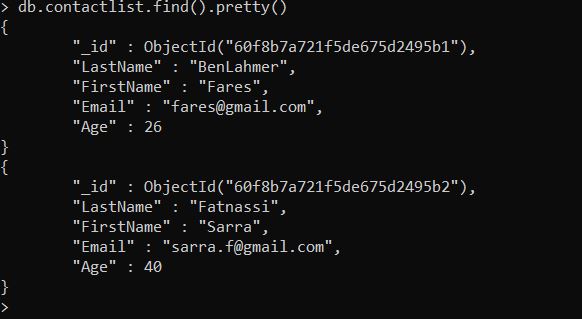 > db.contactlist.find().pretty()
{
        "_id" : ObjectId("60f8b7a721f5de675d2495b1"),
        "LastName" : "BenLahmer",
        "FirstName" : "Fares",
        "Email" : "fares@gmail.com",
        "Age" : 26
}
{
        "_id" : ObjectId("60f8b7a721f5de675d2495b2"),
        "LastName" : "Fatnassi",
        "FirstName" : "Sarra",
        "Email" : "sarra.f@gmail.com",
        "Age" : 40
}
>